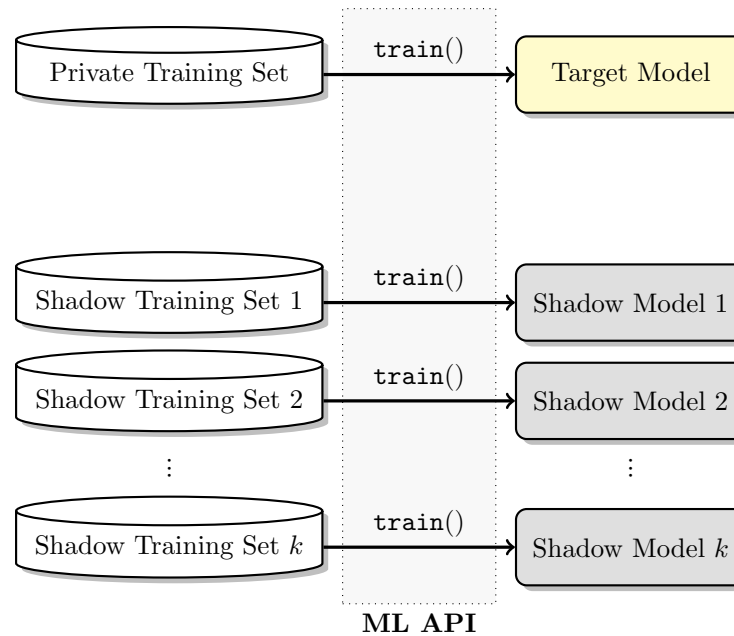 Private Training Set train() Target Model
Shadow Training Set 1 train() Shadow Model 1
Shadow Training Set 2 train() Shadow Model 2
⋮ ⋮
Shadow Training Set k train() Shadow Model k
ML API